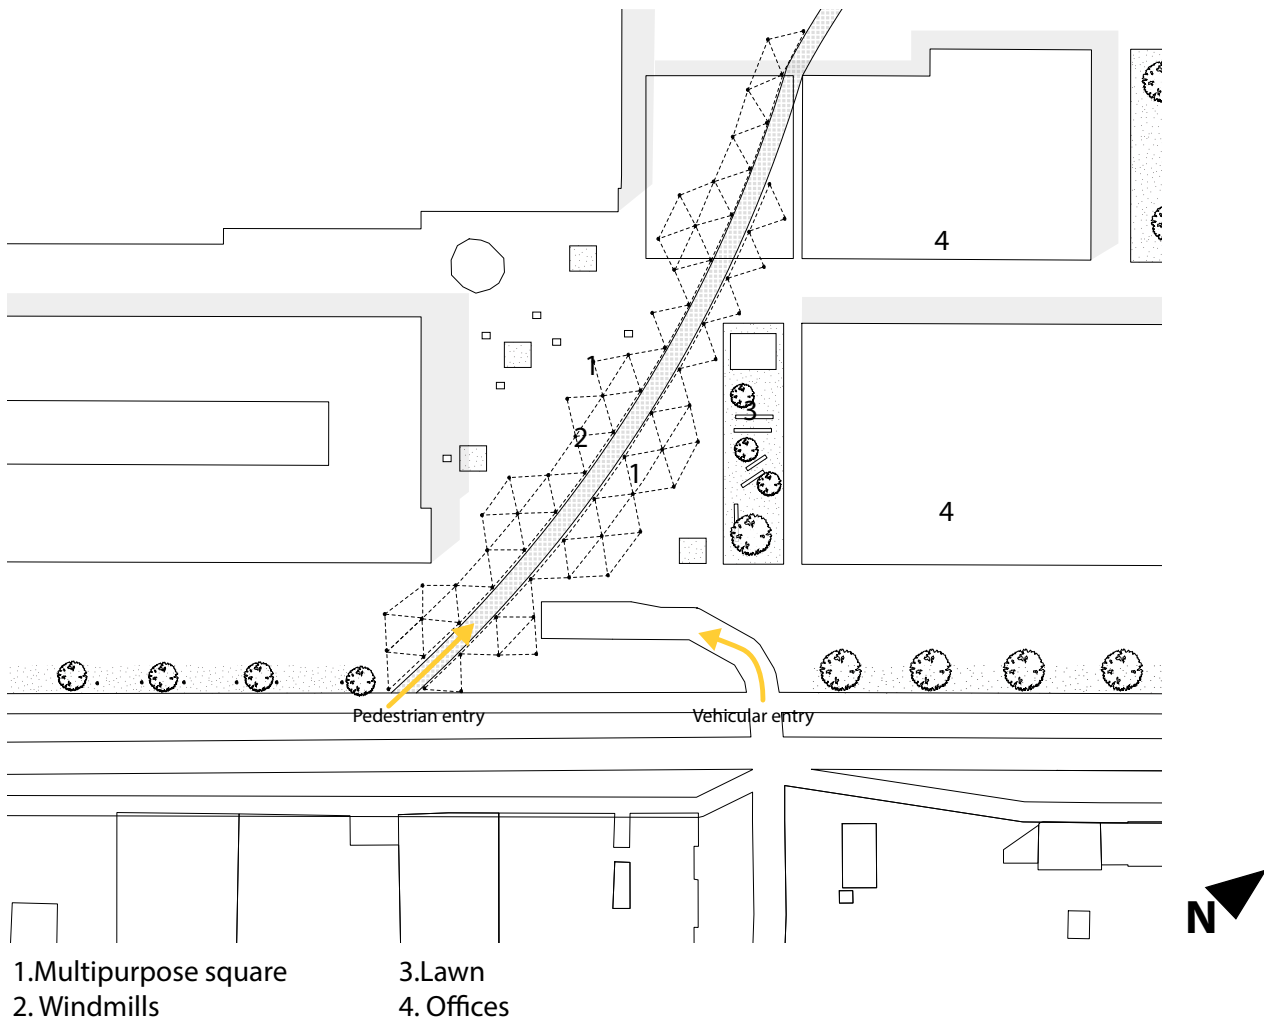 4
1
3
2
1
4
Pedestrian entry
Vehicular entry
N
1.Multipurpose square
2. Windmills
3.Lawn
4. Offices